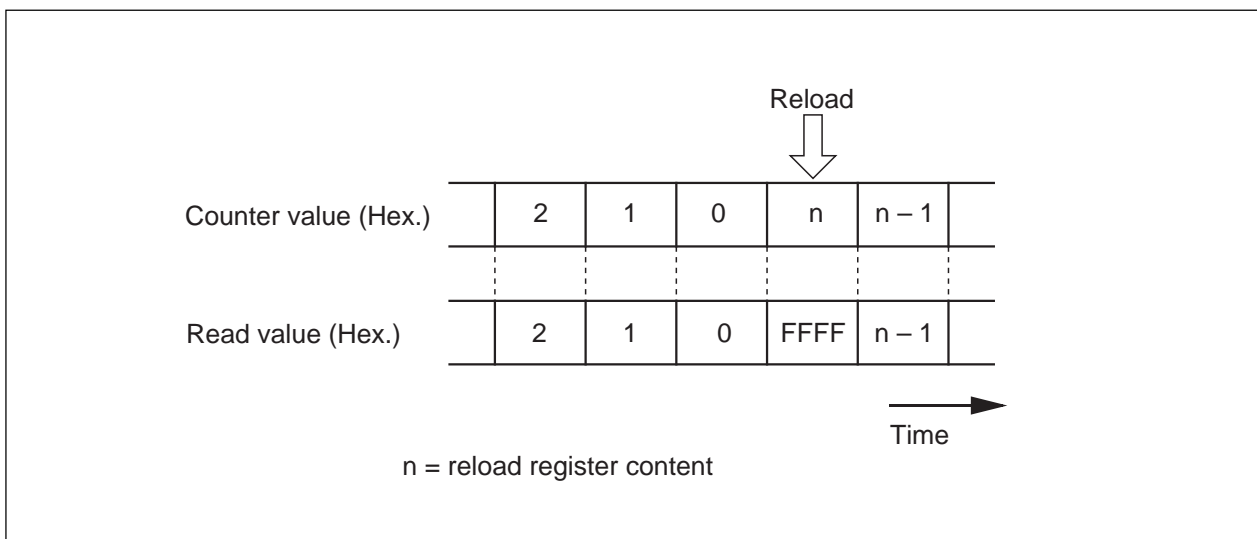 Reload
Counter value (Hex.) 2 1 0 n n – 1
Read value (Hex.) 2 1 0 FFFF n – 1
Time
n = reload register content